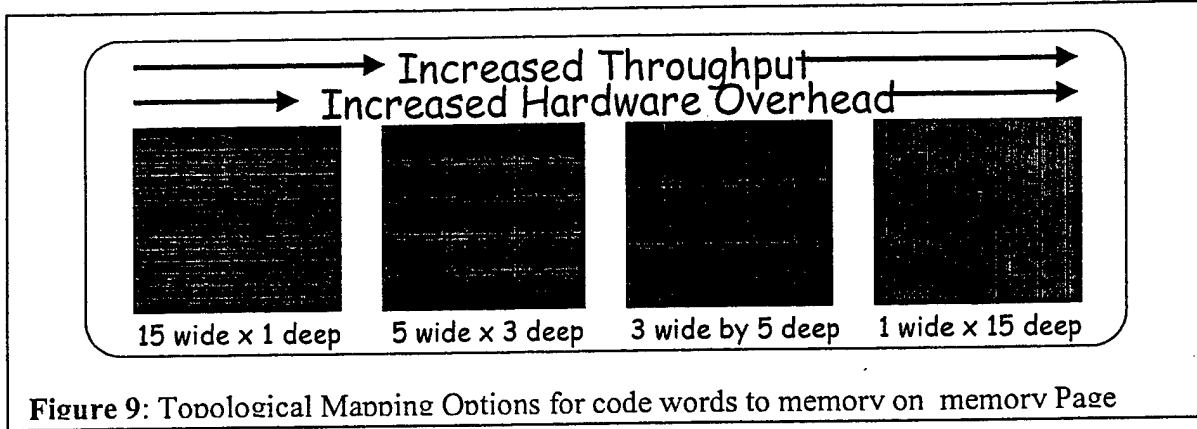 Increased Throughput
Increased Hardware Overhead
15 wide x 1 deep
5 wide x 3 deep
3 wide by 5 deep
1 wide x 15 deep
Figure 9: Topological Mapping Options for code words to memory on memory Page